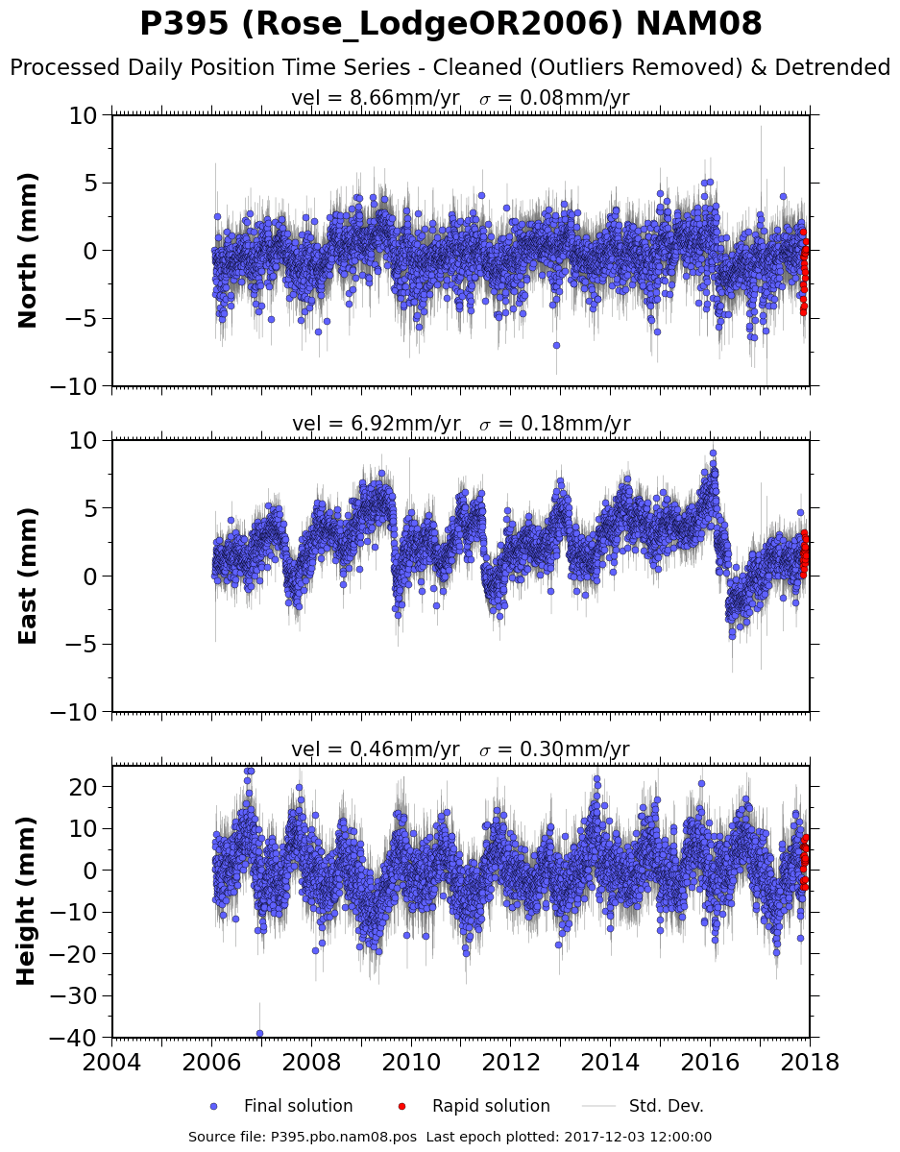 P395 (Rose_LodgeOR2006) NAM08
Processed Daily Position Time Series - Cleaned (Outliers Removed) & Detrended
vel = 8.66mm/yr σ = 0.08mm/yr
10
5
0
−5
−10
North (mm)
vel = 6.92mm/yr σ = 0.18mm/yr
10
5
0
−5
−10
East (mm)
vel = 0.46mm/yr σ = 0.30mm/yr
20
10
0
−10
−20
−30
−40
Height (mm)
2004 2006 2008 2010 2012 2014 2016 2018
Final solution Rapid solution Std. Dev.
Source file: P395.pbo.nam08.pos Last epoch plotted: 2017-12-03 12:00:00